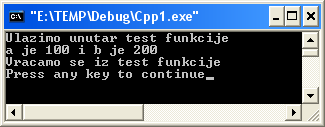 "E:\TEMP\Debug\Cpp1.exe"
Ulazimo unutar test funkcije
a je 100 i b je 200
Vracamo se iz test funkcije
Press any key to continue_